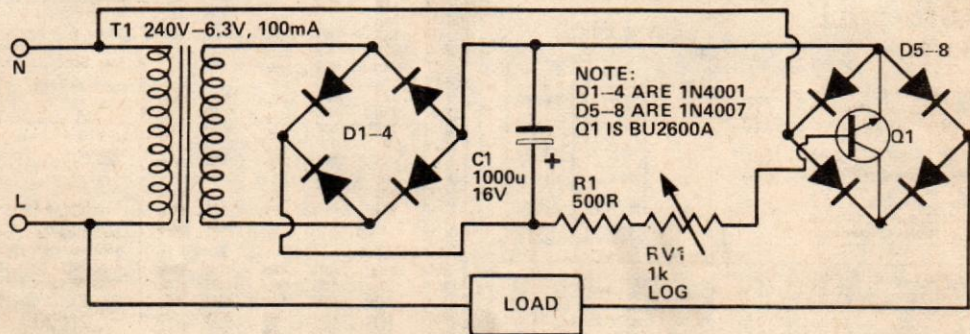 T1 240V–6.3V, 100mA
N
L
D1–4
C1
1000u
16V
+
NOTE:
D1–4 ARE 1N4001
D5–8 ARE 1N4007
Q1 IS BU2600A
R1
500R
RV1
1k
LOG
D5–8
Q1
LOAD